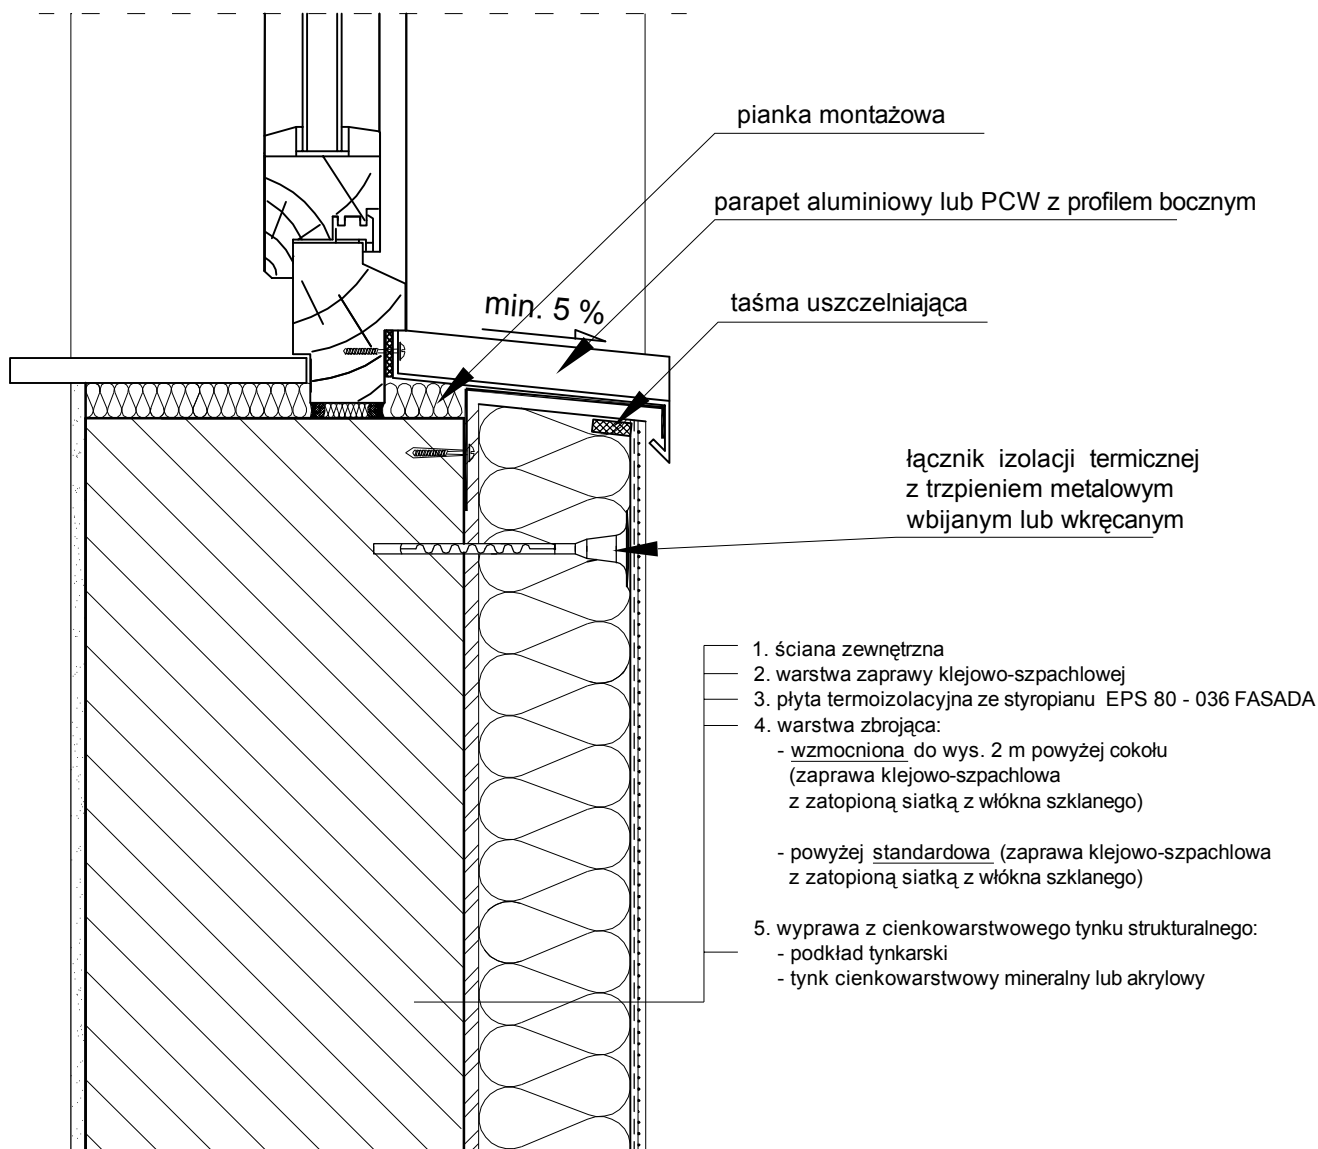 pianka montażowa
parapet aluminiowy lub PCW z profilem bocznym
min. 5 %
taśma uszczelniająca
łącznik izolacji termicznej
z trzpieniem metalowym
wbijanym lub wkręcanym
1. ściana zewnętrzna
2. warstwa zaprawy klejowo-szpachlowej
3. płyta termoizolacyjna ze styropianu EPS 80 - 036 FASADA
4. warstwa zbrojąca:
- wzmocniona do wys. 2 m powyżej cokołu
(zaprawa klejowo-szpachlowa
z zatopioną siatką z włókna szklanego)
- powyżej standardowa (zaprawa klejowo-szpachlowa
z zatopioną siatką z włókna szklanego)
5. wyprawa z cienkowarstwowego tynku strukturalnego:
- podkład tynkarski
- tynk cienkowarstwowy mineralny lub akrylowy